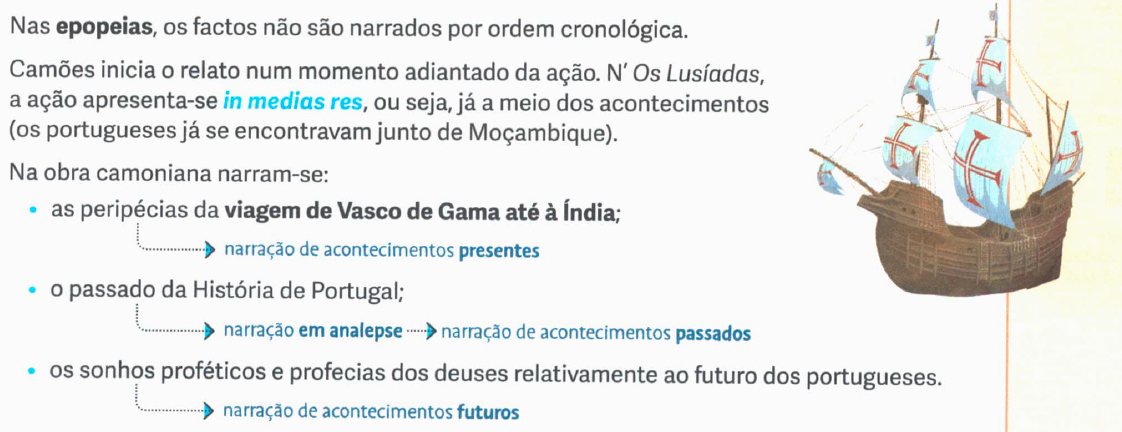 Nas epopeias, os factos não são narrados por ordem cronológica.
Camões inicia o relato num momento adiantado da ação. N' Os Lusíadas,
a ação apresenta-se in medias res, ou seja, já a meio dos acontecimentos
(os portugueses já se encontravam junto de Moçambique).
Na obra camoniana narram-se:
• as peripécias da viagem de Vasco de Gama até à Índia;
narração de acontecimentos presentes
• o passado da História de Portugal;
narração em analepse narração de acontecimentos passados
• os sonhos proféticos e profecias dos deuses relativamente ao futuro dos portugueses.
narração de acontecimentos futuros